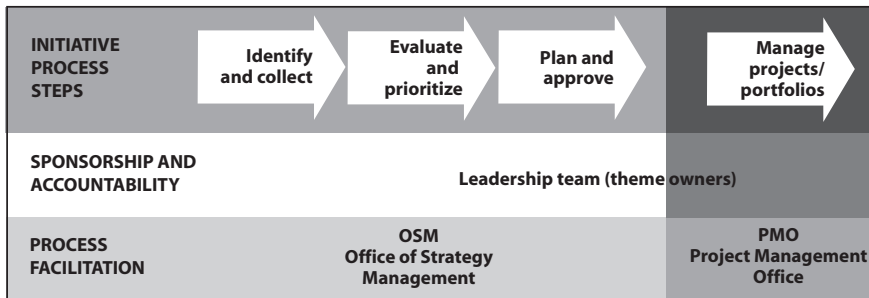 INITIATIVE
PROCESS
STEPS
Identify
and collect
Evaluate
and
prioritize
Plan and
approve
Manage
projects/
portfolios
SPONSORSHIP AND
ACCOUNTABILITY
Leadership team (theme owners)
PROCESS
FACILITATION
OSM
Office of Strategy
Management
PMO
Project Management
Office